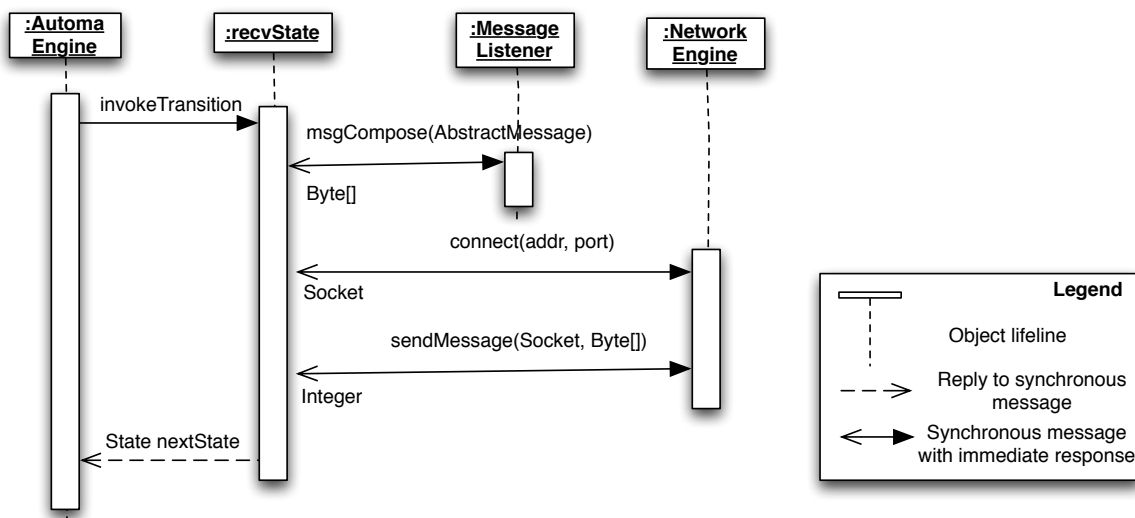 :Automa
Engine
:recvState
:Message
Listener
:Network
Engine
invokeTransition
msgCompose(AbstractMessage)
Byte[]
connect(addr, port)
Socket
sendMessage(Socket, Byte[])
Integer
State nextState
Legend
Object lifeline
Reply to synchronous
message
Synchronous message
with immediate response